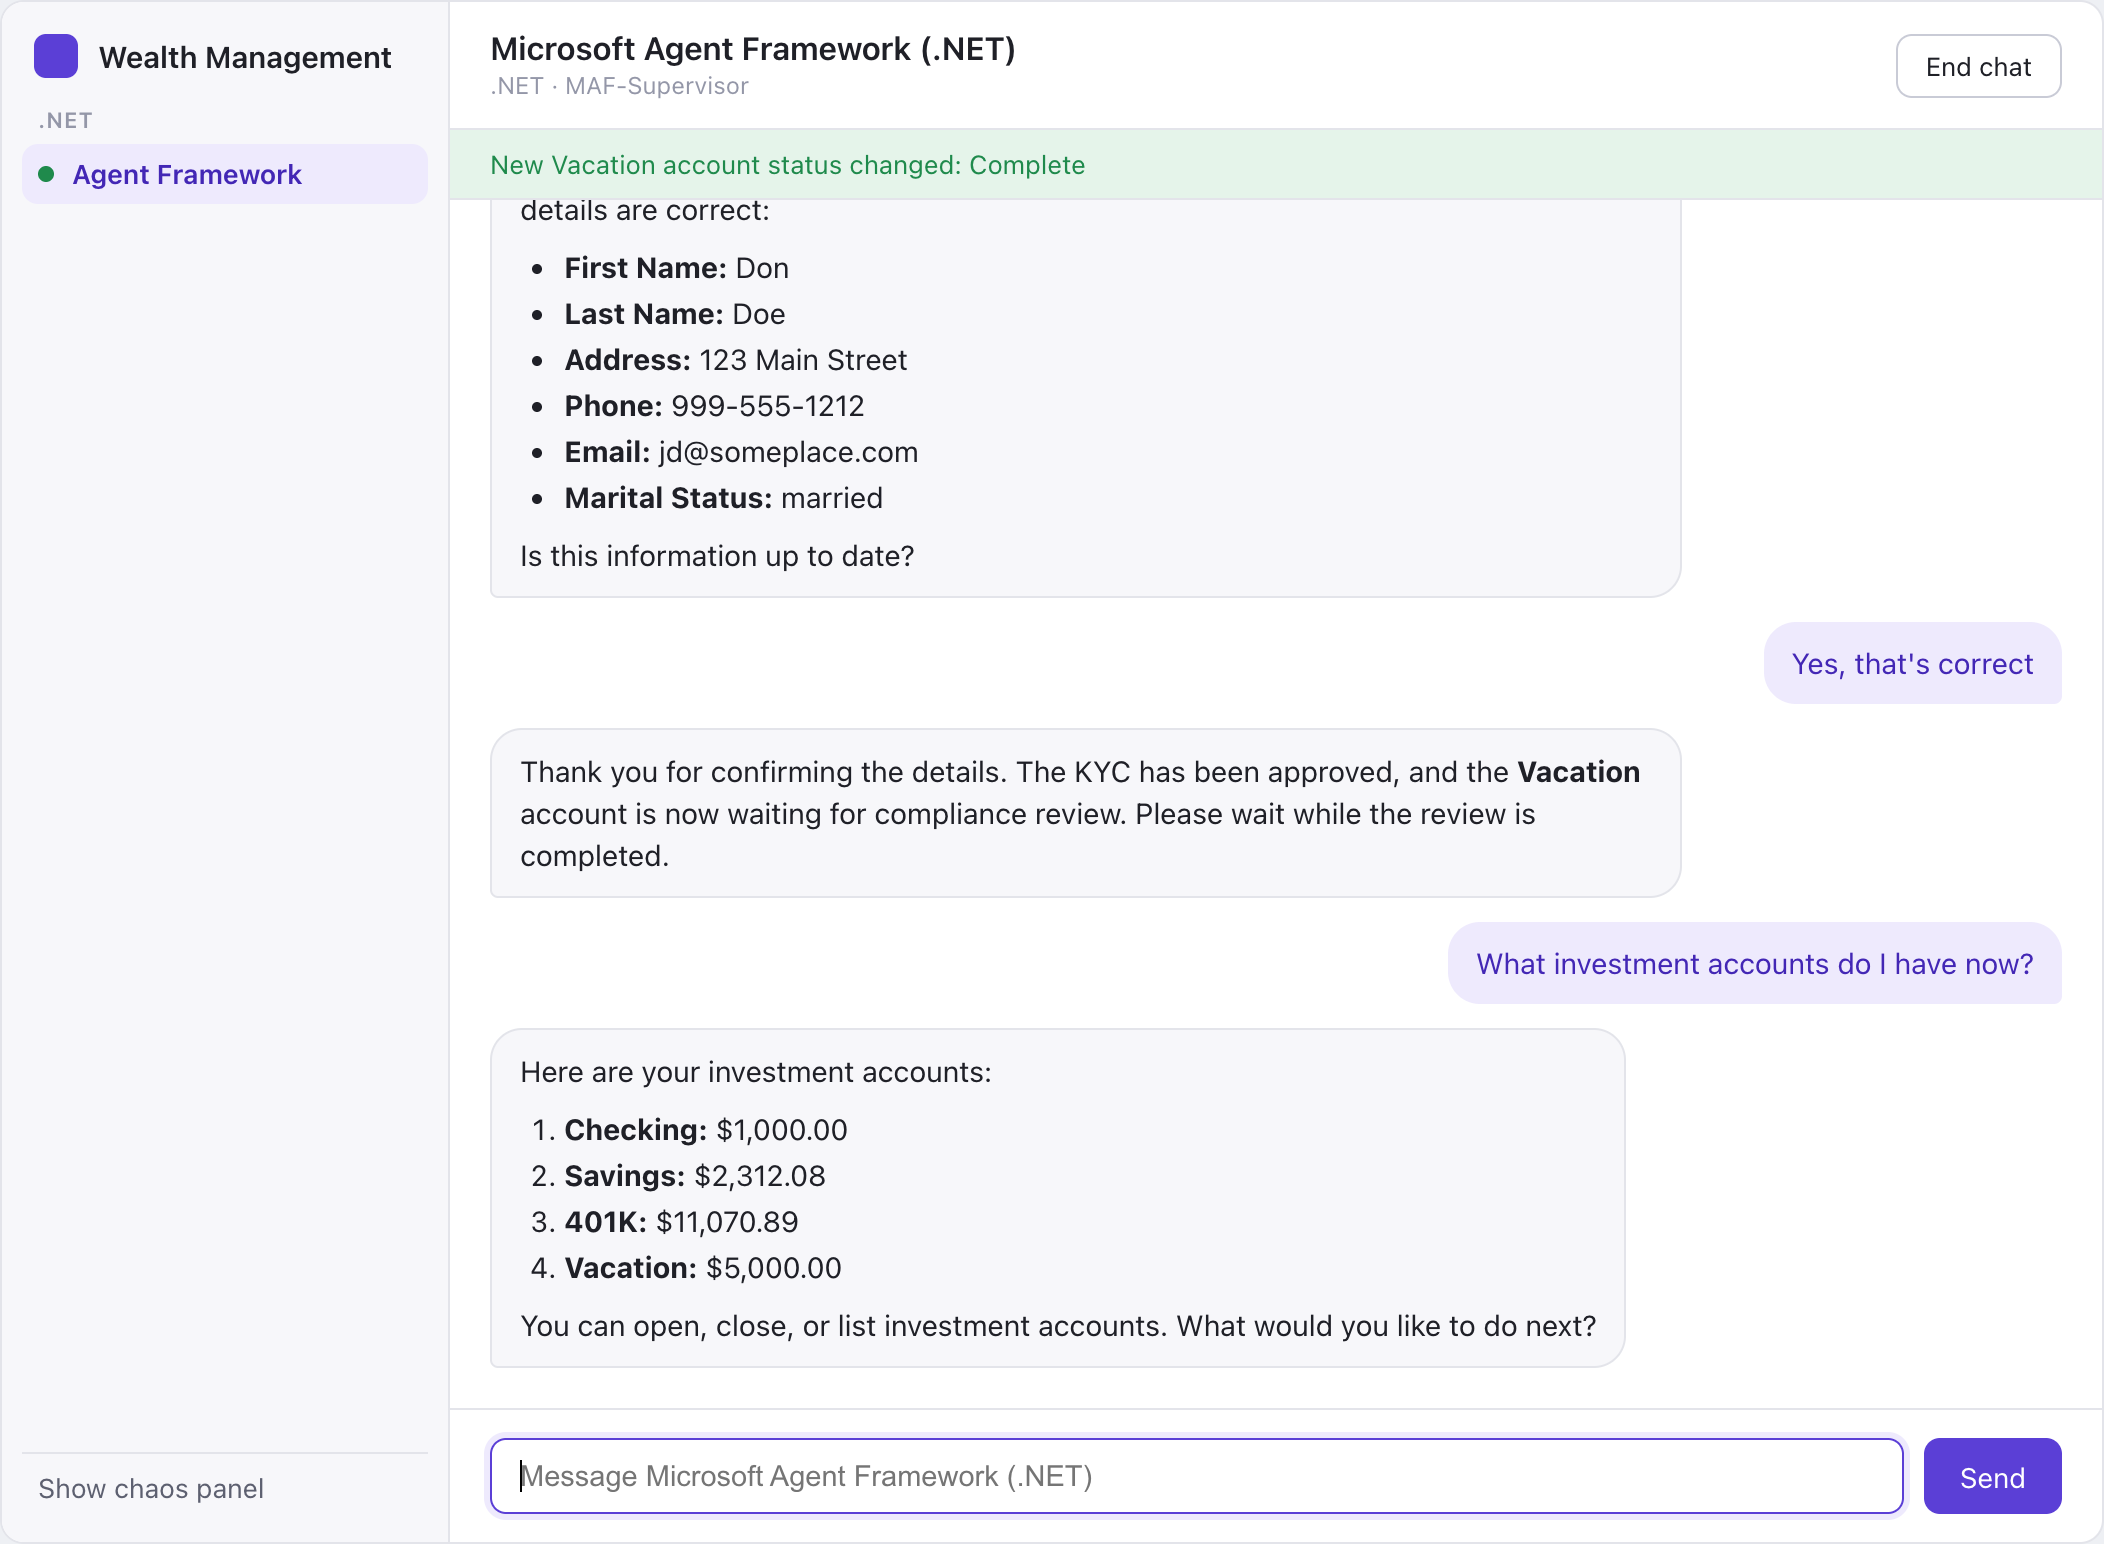 Wealth Management
.NET
Agent Framework
Show chaos panel
Microsoft Agent Framework (.NET)
.NET · MAF-Supervisor
End chat
New Vacation account status changed: Complete
details are correct:
• First Name: Don
• Last Name: Doe
• Address: 123 Main Street
• Phone: 999-555-1212
• Email: jd@someplace.com
• Marital Status: married
Is this information up to date?
Yes, that's correct
Thank you for confirming the details. The KYC has been approved, and the Vacation
account is now waiting for compliance review. Please wait while the review is
completed.
What investment accounts do I have now?
Here are your investment accounts:
1. Checking: $1,000.00
2. Savings: $2,312.08
3. 401K: $11,070.89
4. Vacation: $5,000.00
You can open, close, or list investment accounts. What would you like to do next?
Message Microsoft Agent Framework (.NET)
Send